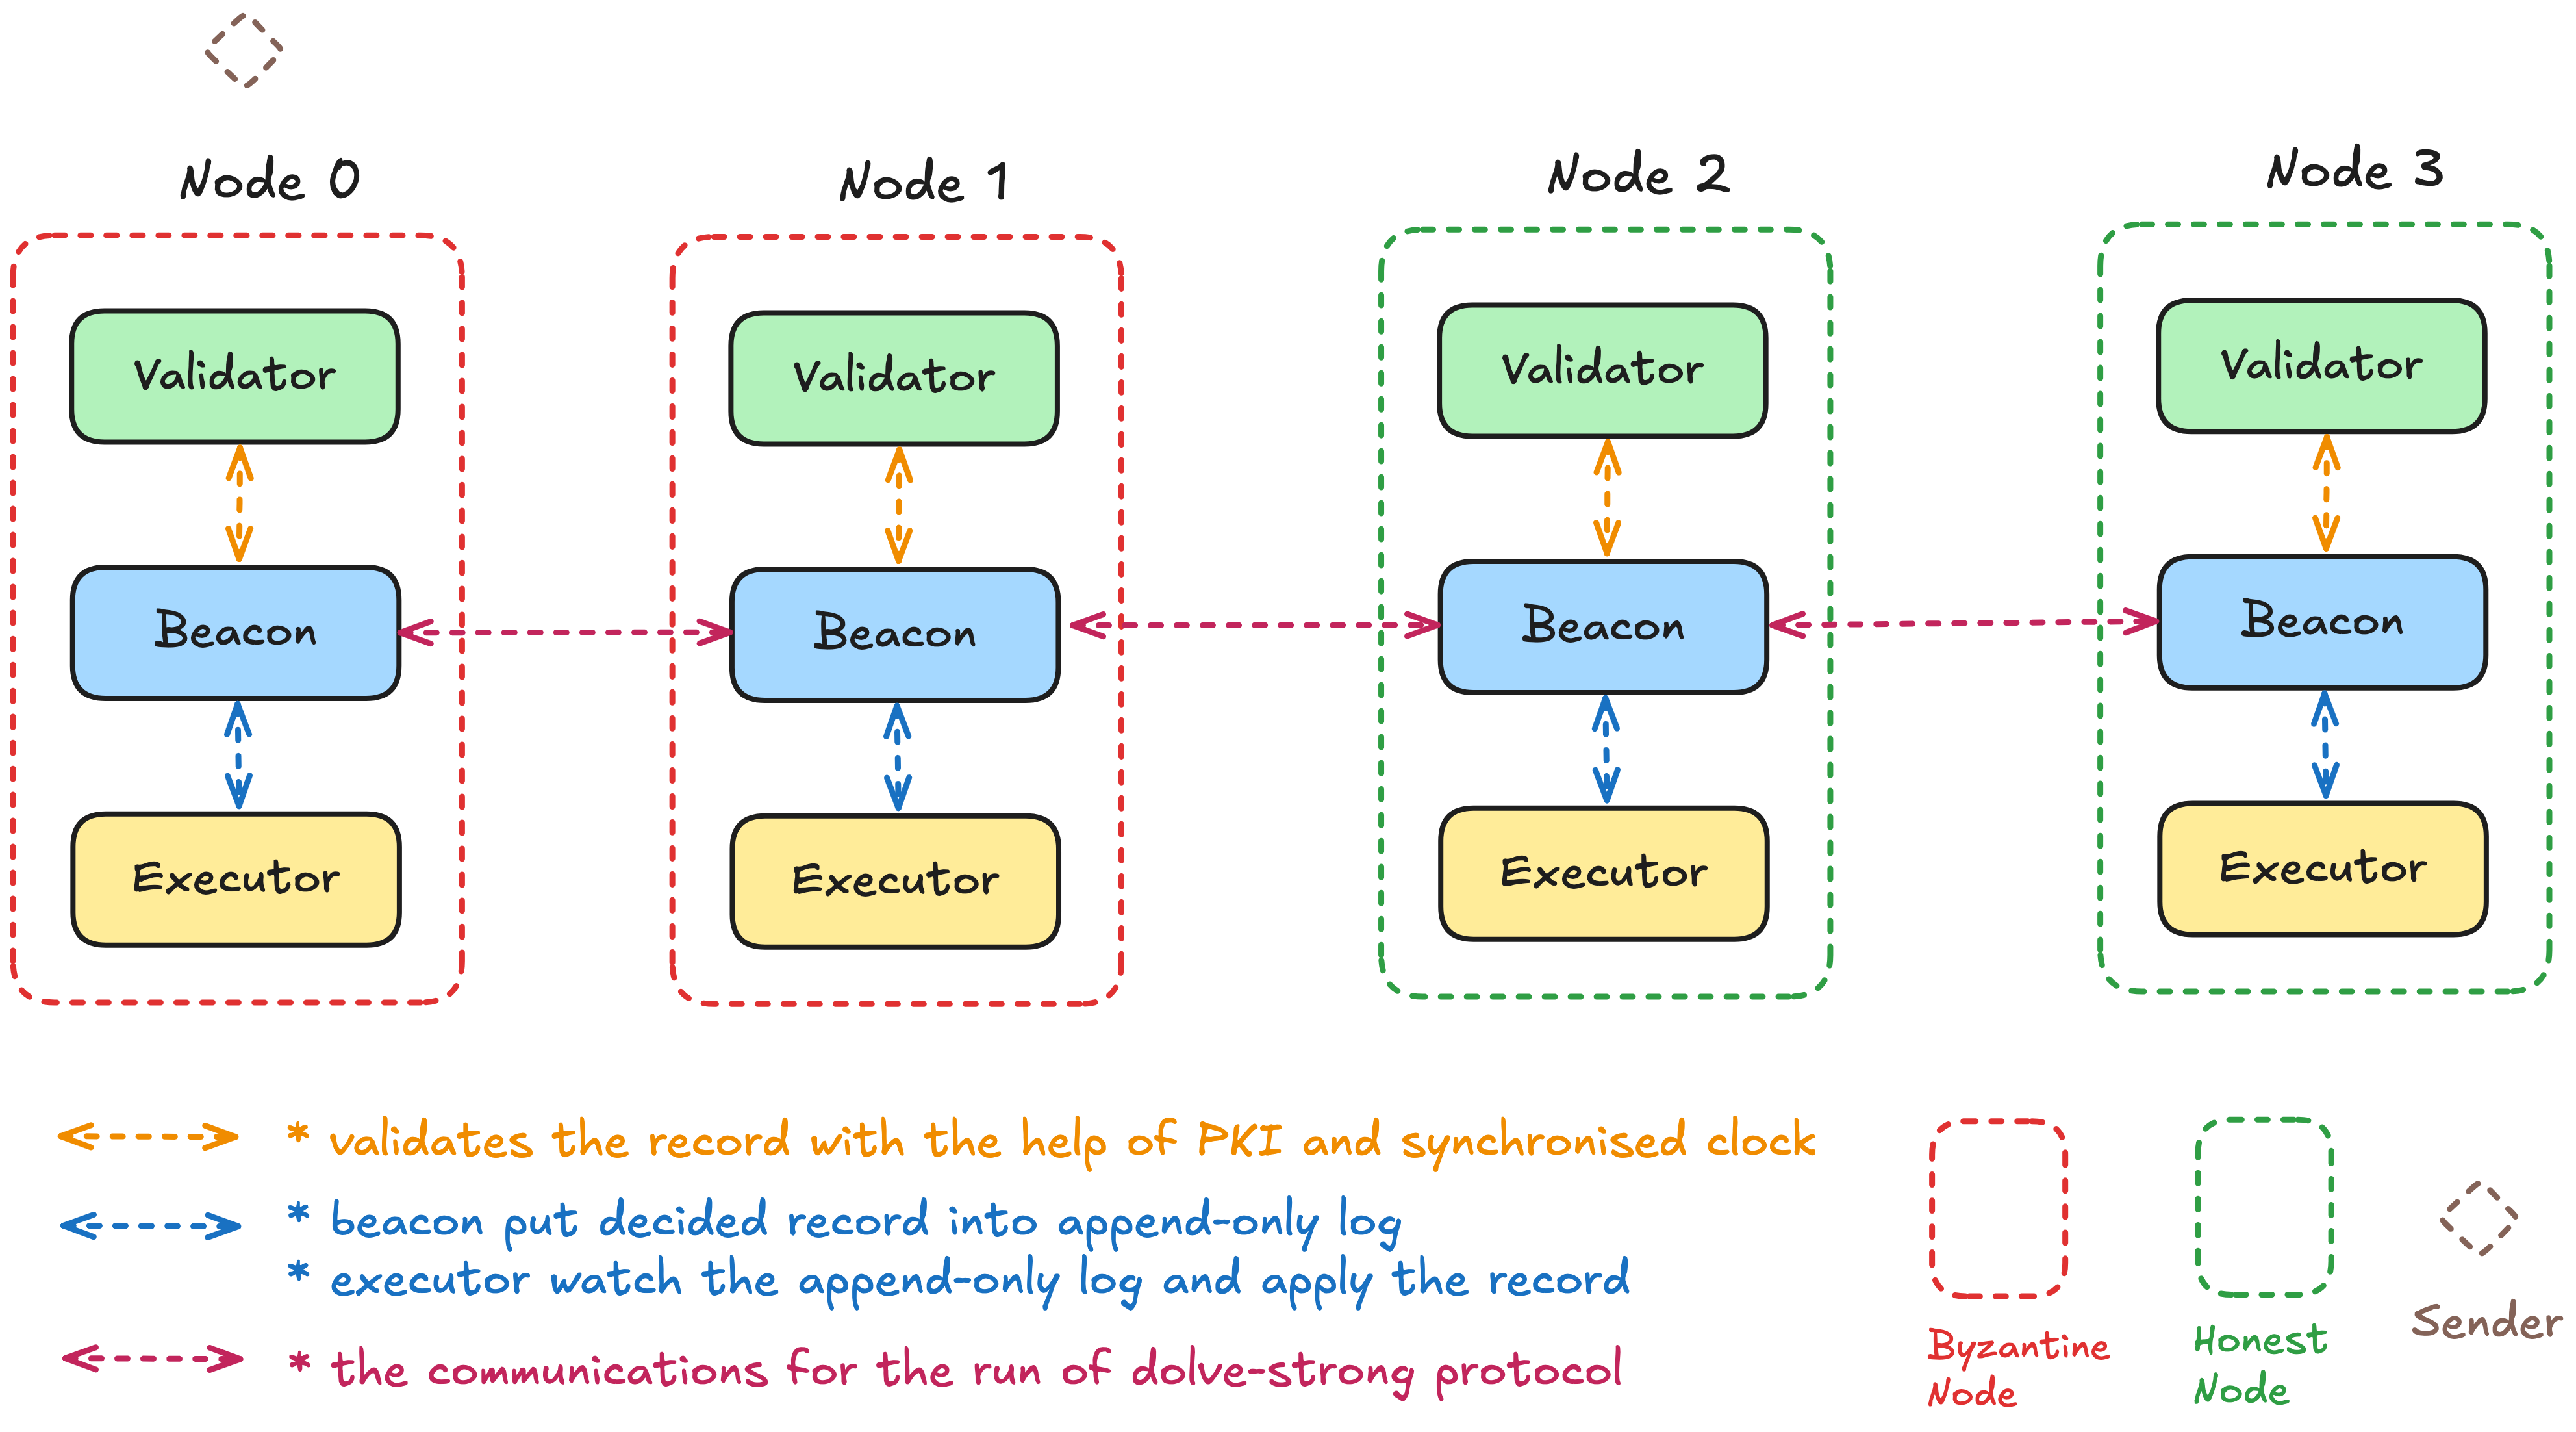 Node 0
Node 1
Node 2
Node 3
Validator
Validator
Validator
Validator
Beacon
Beacon
Beacon
Beacon
Executor
Executor
Executor
Executor
* validates the record with the help of PKI and synchronised clock
* beacon put decided record into append-only log
* executor watch the append-only log and apply the record
* the communications for the run of dolve-strong protocol
Byzantine
Node
Honest
Node
Sender